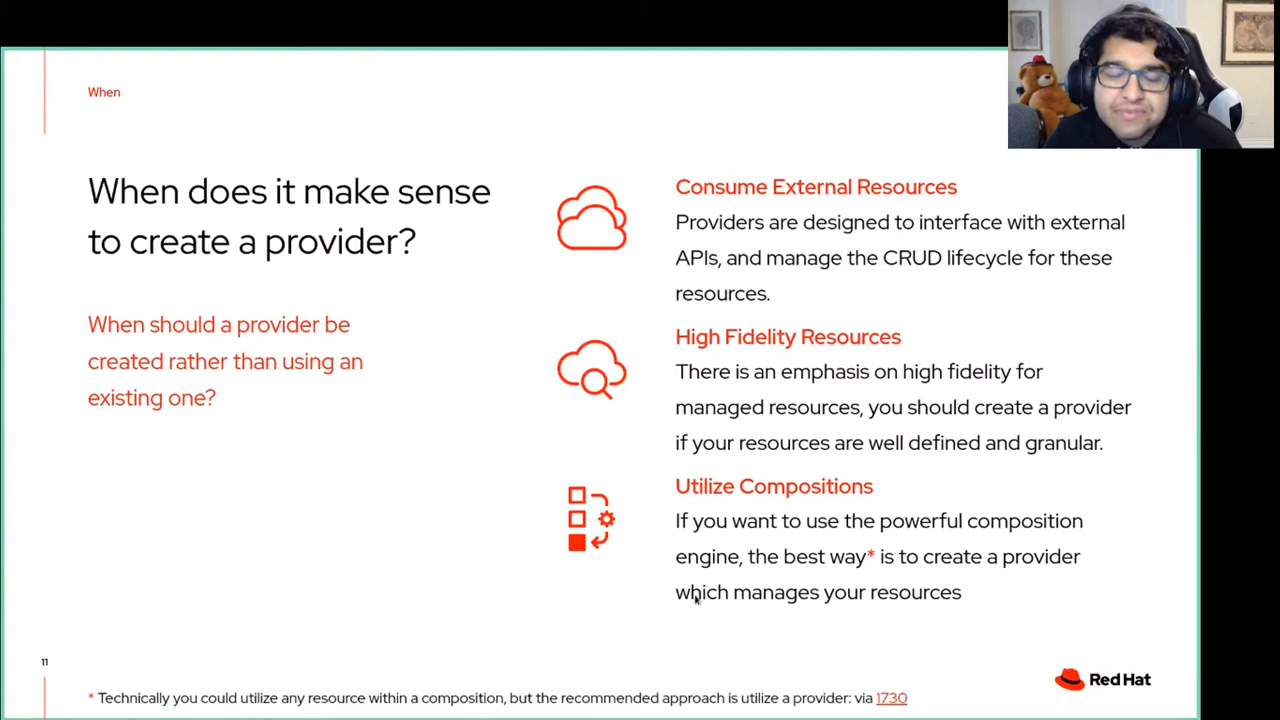 When
When does it make sense
to create a provider?
When should a provider be
created rather than using an
existing one?
Consume External Resources
Providers are designed to interface with external
APIs, and manage the CRUD lifecycle for these
resources.
High Fidelity Resources
There is an emphasis on high fidelity for
managed resources, you should create a provider
if your resources are well defined and granular.
Utilize Compositions
If you want to use the powerful composition
engine, the best way* is to create a provider
which manages your resources
11
Red Hat
* Technically you could utilize any resource within a composition, but the recommended approach is utilize a provider: via 1730